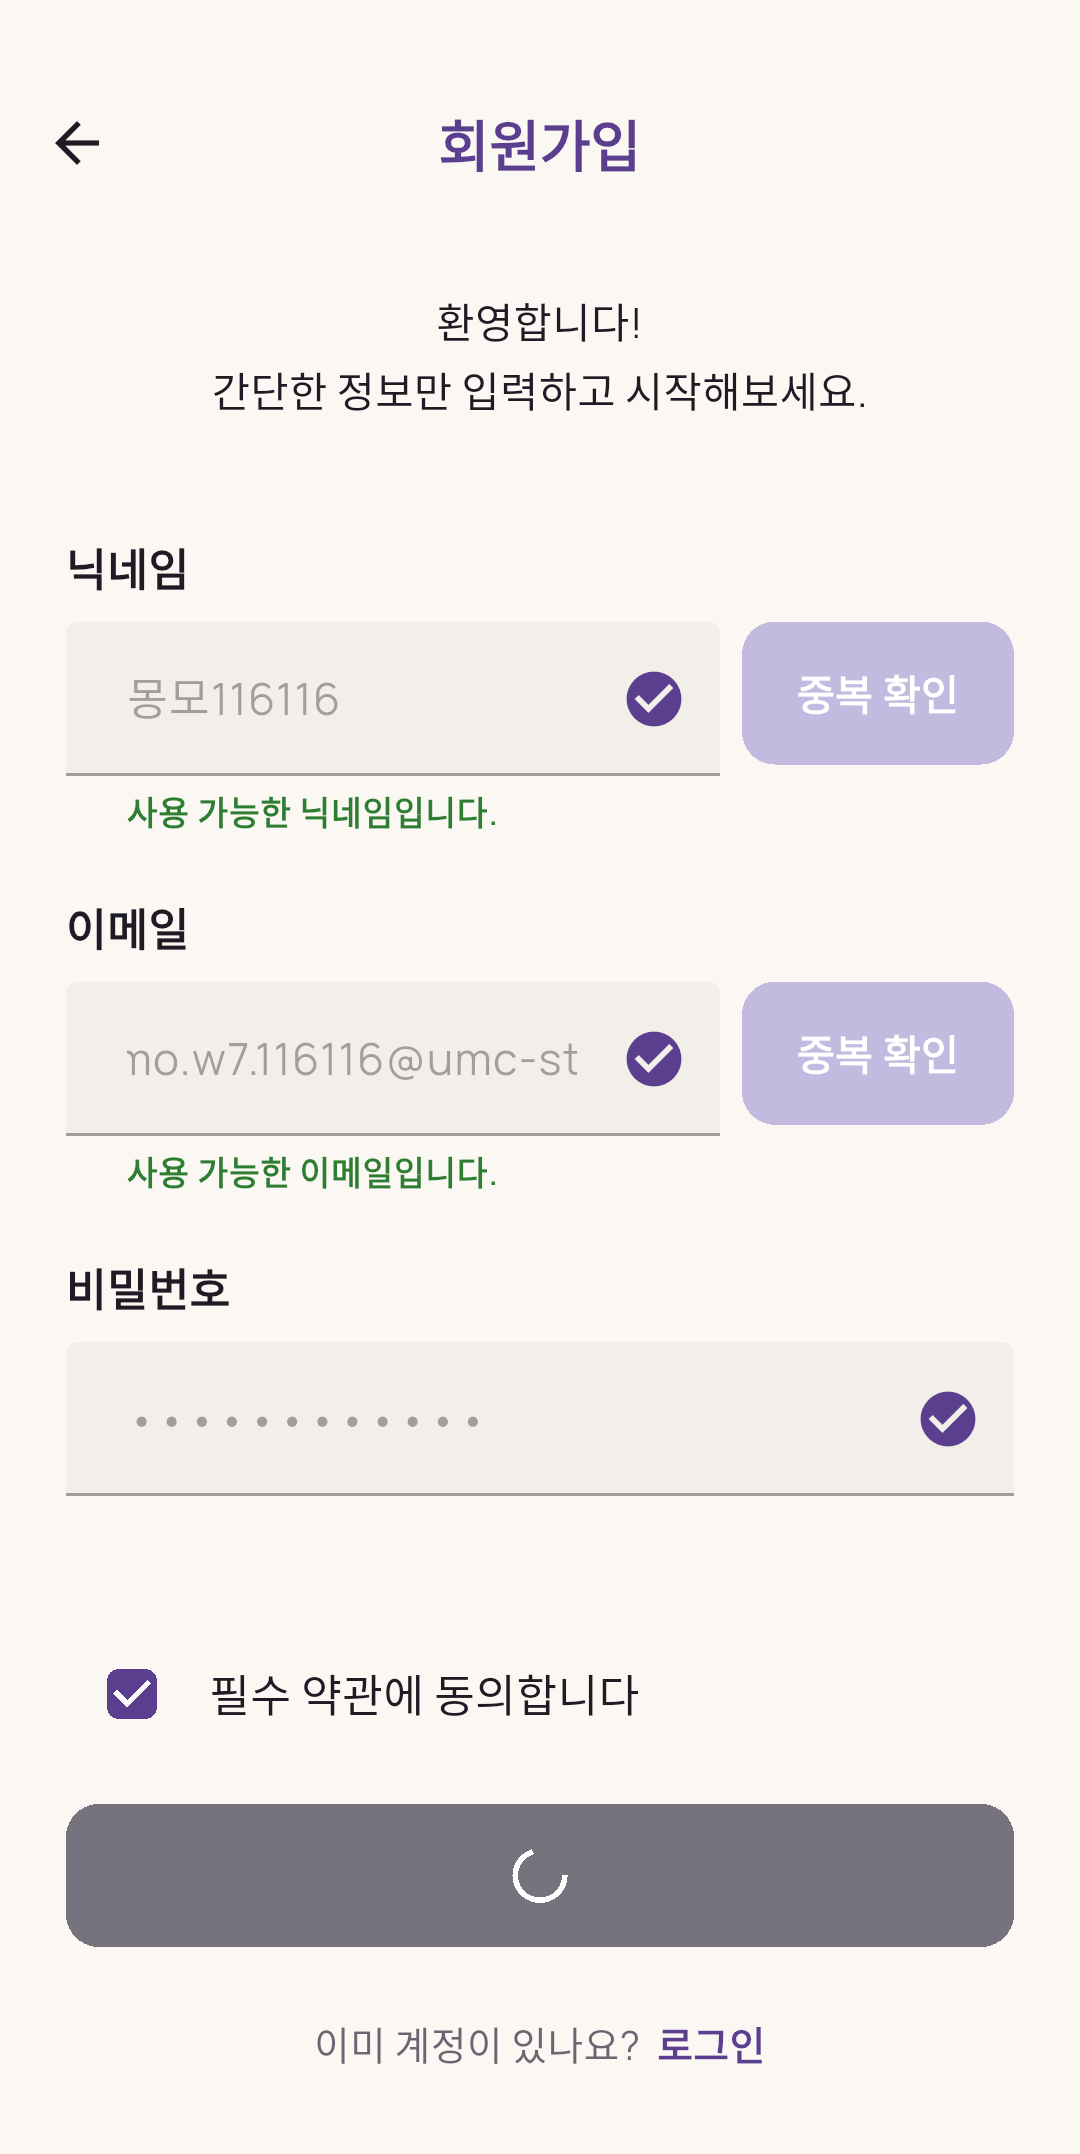 회원가입
환영합니다!
간단한 정보만 입력하고 시작해보세요.
닉네임
몽모116116
중복 확인
사용 가능한 닉네임입니다.
이메일
no.w7.116116@umc-st
중복 확인
사용 가능한 이메일입니다.
비밀번호
••••••••••••
필수 약관에 동의합니다
이미 계정이 있나요? 로그인